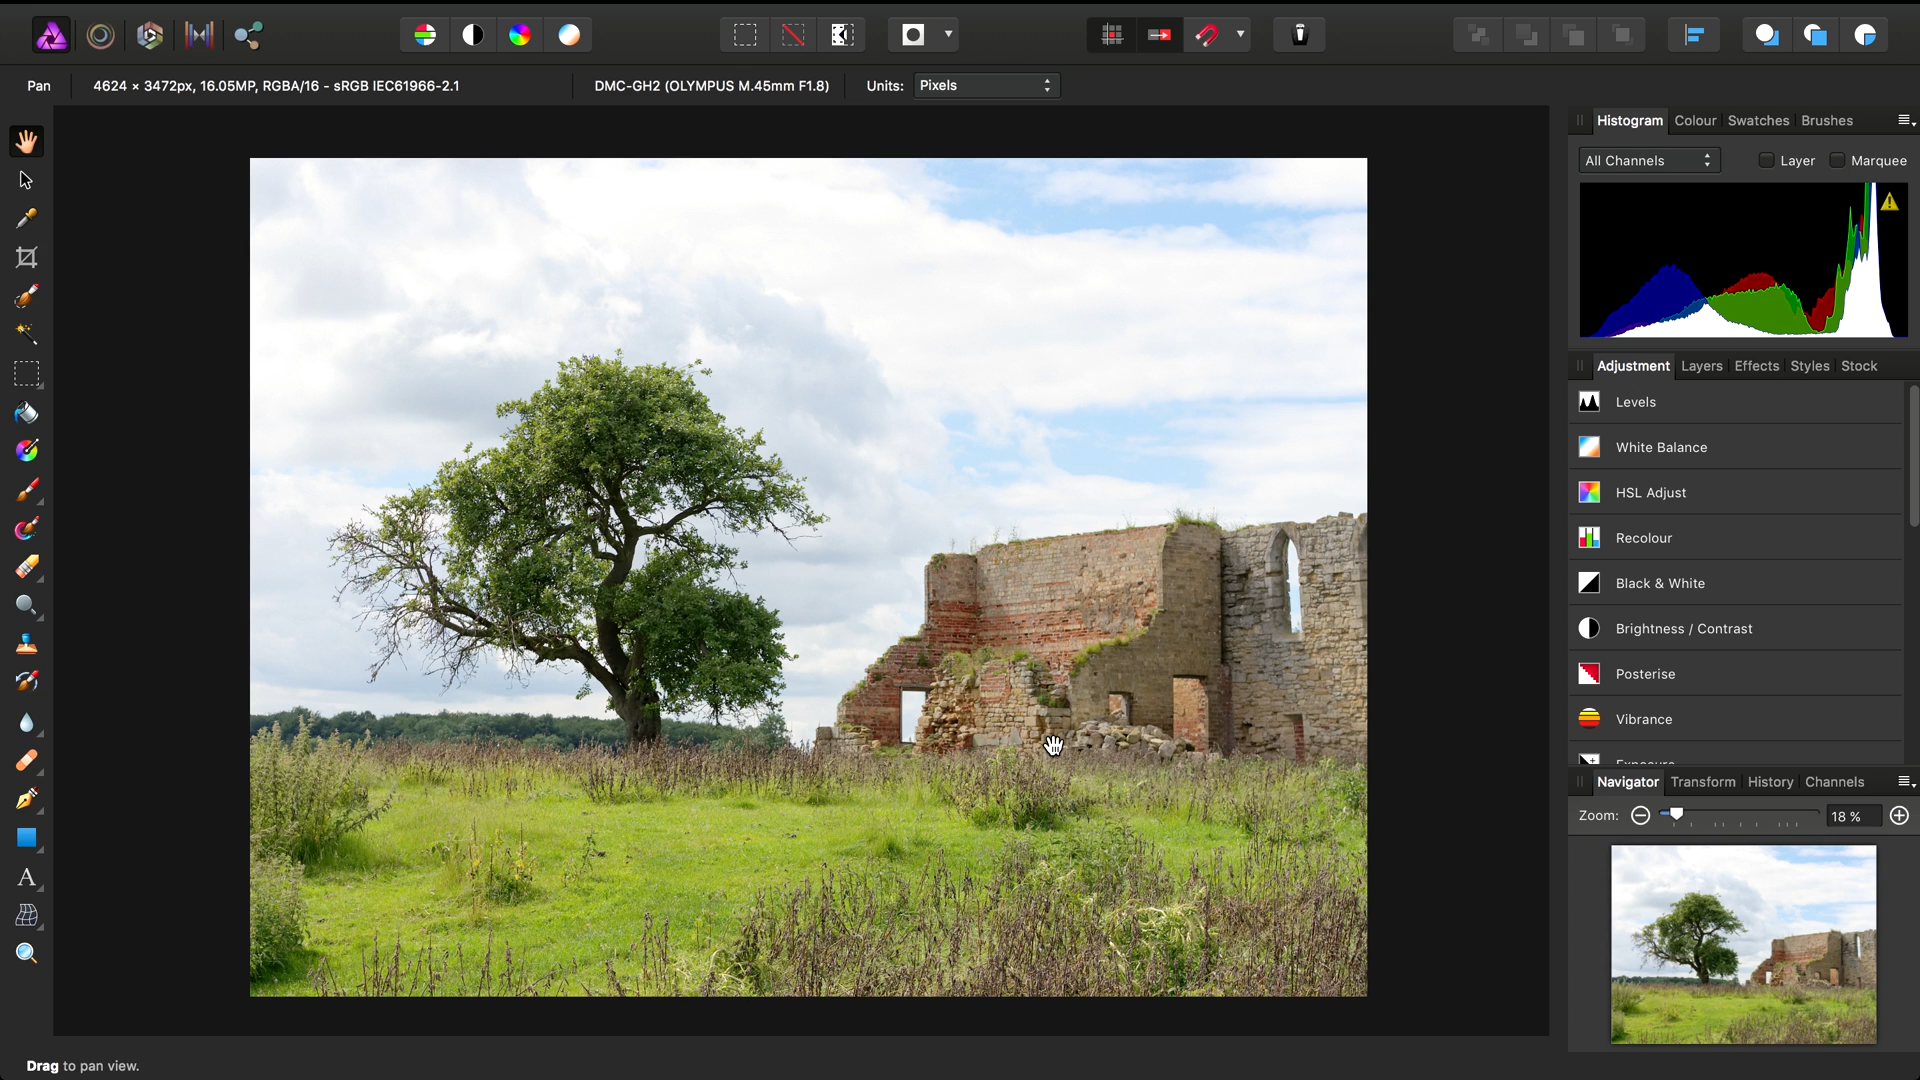 Pan
4624 × 3472px, 16.05MP, RGBA/16 - sRGB IEC61966-2.1
DMC-GH2 (OLYMPUS M.45mm F1.8)
Units:
Pixels
Histogram
Colour
Swatches
Brushes
All Channels
Layer
Marquee
Adjustment
Layers
Effects
Styles
Stock
Levels
White Balance
HSL Adjust
Recolour
Black & White
Brightness / Contrast
Posterise
Vibrance
Exposure
Navigator
Transform
History
Channels
Zoom:
18 %
A
Drag to pan view.